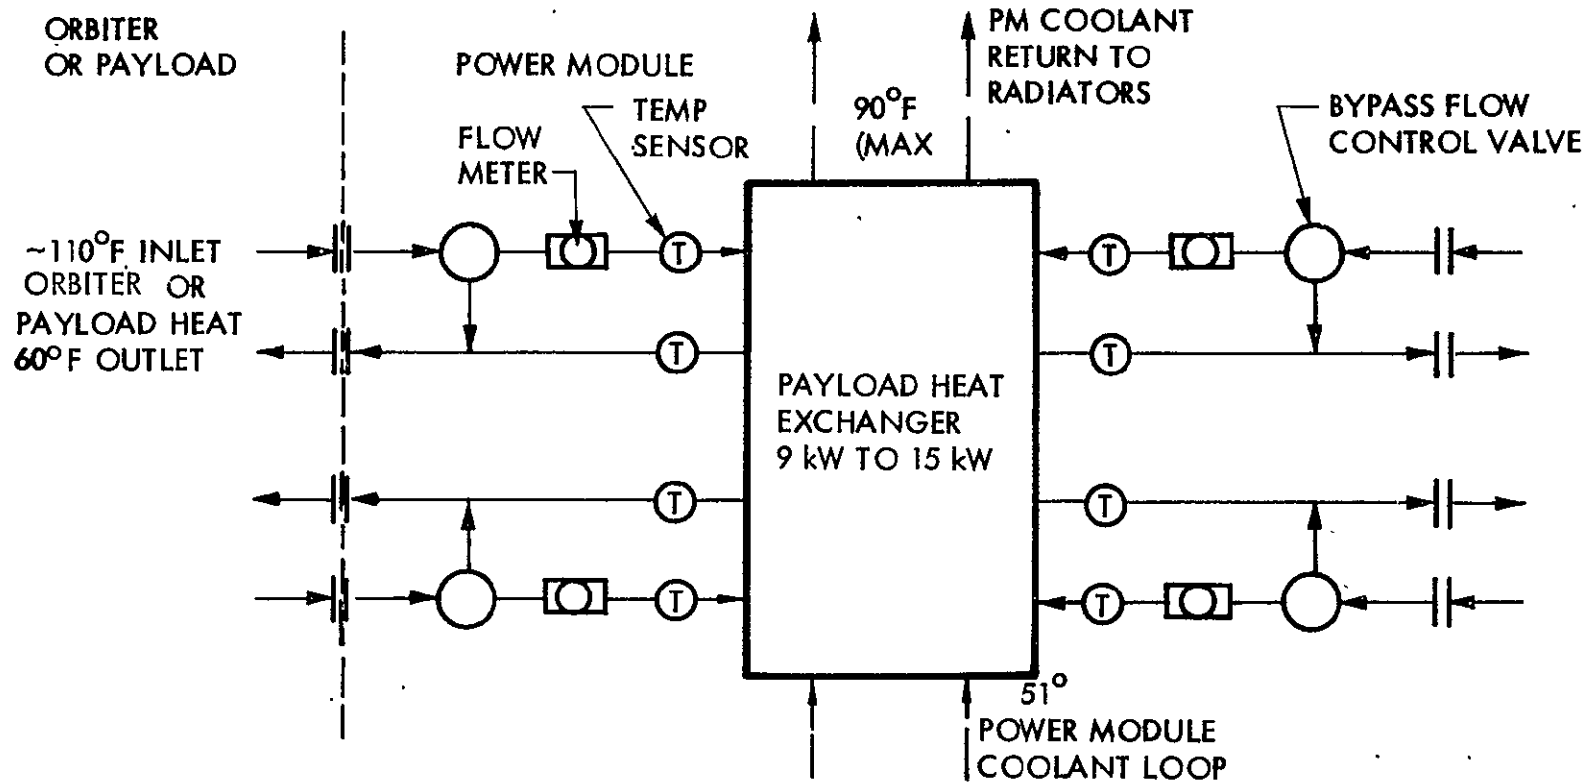 ORBITER
OR PAYLOAD
POWER MODULE
TEMP
SENSOR
FLOW
METER
90°F
(MAX
PM COOLANT
RETURN TO
RADIATORS
BYPASS FLOW
CONTROL VALVE
~110°F INLET
ORBITER OR
PAYLOAD HEAT
60°F OUTLET
T
T
T
T
PAYLOAD HEAT
EXCHANGER
9 kW TO 15 kW
T
T
T
T
51°
POWER MODULE
COOLANT LOOP